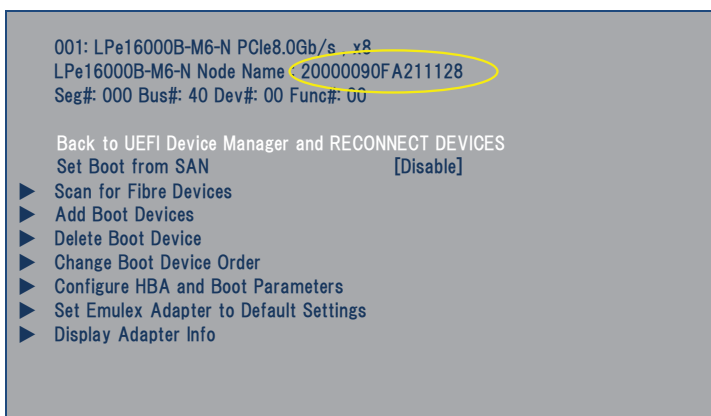 001: LPe16000B-M6-N PCIe8.0Gb/s , x8
LPe16000B-M6-N Node Name : 20000090FA211128
Seg#: 000 Bus#: 40 Dev#: 00 Func#: 00
Back to UEFI Device Manager and RECONNECT DEVICES
Set Boot from SAN [Disable]
Scan for Fibre Devices
Add Boot Devices
Delete Boot Device
Change Boot Device Order
Configure HBA and Boot Parameters
Set Emulex Adapter to Default Settings
Display Adapter Info